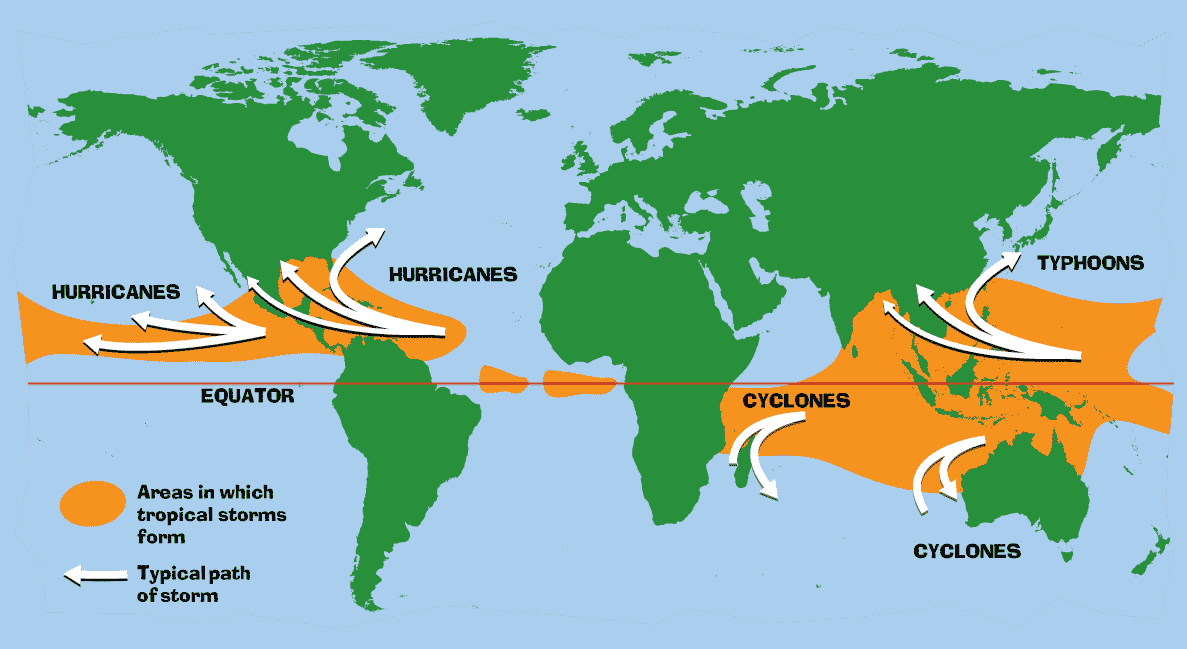 HURRICANES
HURRICANES
TYPHOONS
EQUATOR
CYCLONES
CYCLONES
Areas in which
tropical storms
form
Typical path
of storm